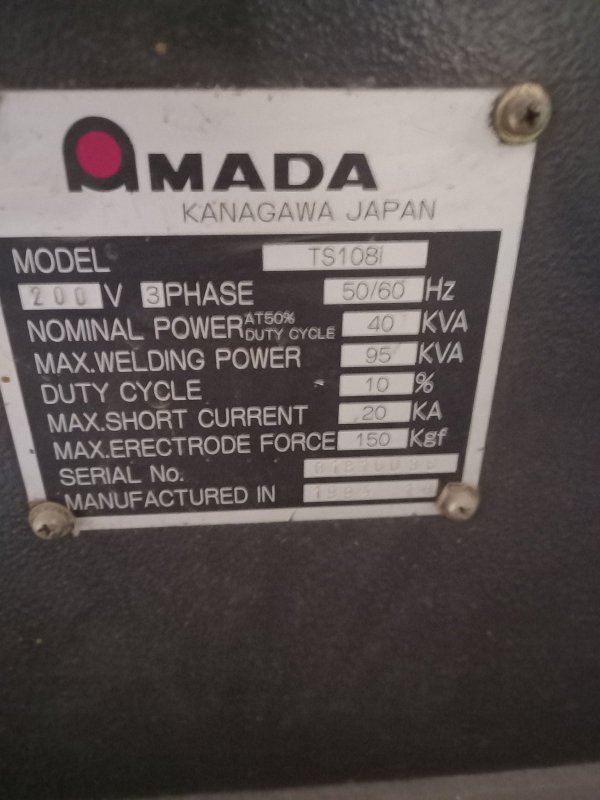 AMADA
KANAGAWA JAPAN
MODEL TS108I
200 V 3 PHASE 50/60 Hz
NOMINAL POWER AT50% DUTY CYCLE 40 KVA
MAX.WELDING POWER 95 KVA
DUTY CYCLE 10 %
MAX.SHORT CURRENT 20 KA
MAX.ERECTRODE FORCE 150 Kgf
SERIAL No.
MANUFACTURED IN 1994